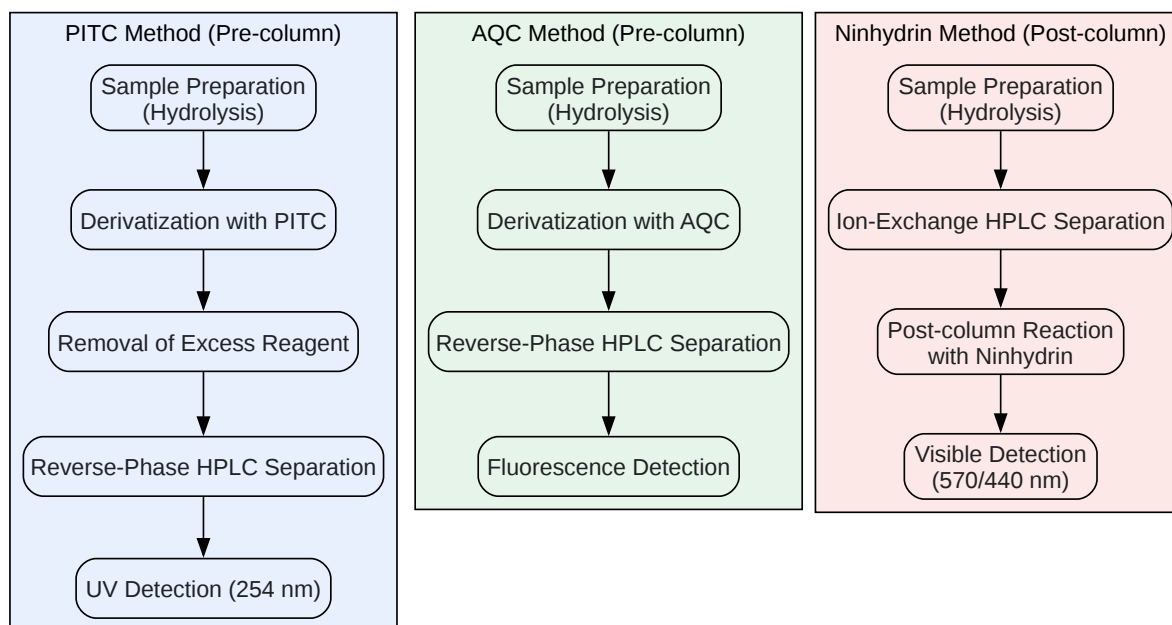 PITC Method (Pre-column)
Sample Preparation
(Hydrolysis)
Derivatization with PITC
Removal of Excess Reagent
Reverse-Phase HPLC Separation
UV Detection (254 nm)
AQC Method (Pre-column)
Sample Preparation
(Hydrolysis)
Derivatization with AQC
Reverse-Phase HPLC Separation
Fluorescence Detection
Ninhydrin Method (Post-column)
Sample Preparation
(Hydrolysis)
Ion-Exchange HPLC Separation
Post-column Reaction
with Ninhydrin
Visible Detection
(570/440 nm)